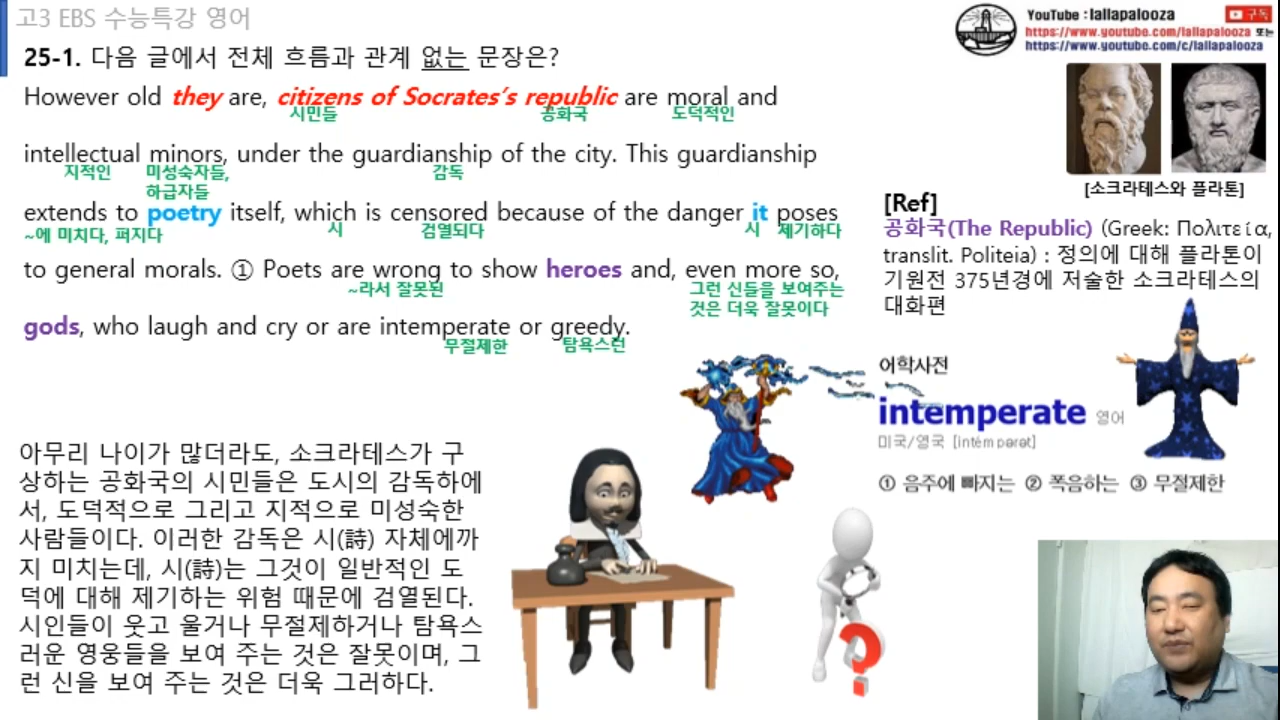 고3 EBS 수능특강 영어
YouTube : lallapalooza
구독
https://www.youtube.com/lallapalooza 또는
https://www.youtube.com/c/lallapalooza
25-1. 다음 글에서 전체 흐름과 관계 없는 문장은?
However old they are, citizens of Socrates's republic are moral and
시민들 공화국 도덕적인
intellectual minors, under the guardianship of the city. This guardianship
지적인 미성숙자들, 감독
하급자들
extends to poetry itself, which is censored because of the danger it poses
~에 미치다, 퍼지다 시 검열되다 시 제기하다
to general morals. ① Poets are wrong to show heroes and, even more so,
~라서 잘못된 그런 신들을 보여주는
것은 더욱 잘못이다
gods, who laugh and cry or are intemperate or greedy.
무절제한 탐욕스런
[소크라테스와 플라톤]
[Ref]
공화국(The Republic) (Greek: Πολιτεία,
translit. Politeia) : 정의에 대해 플라톤이
기원전 375년경에 저술한 소크라테스의
대화편
어학사전
intemperate 영어
미국/영국 [intémpərət]
① 음주에 빠지는 ② 폭음하는 ③ 무절제한
아무리 나이가 많더라도, 소크라테스가 구
상하는 공화국의 시민들은 도시의 감독하에
서, 도덕적으로 그리고 지적으로 미성숙한
사람들이다. 이러한 감독은 시(詩) 자체에까
지 미치는데, 시(詩)는 그것이 일반적인 도
덕에 대해 제기하는 위험 때문에 검열된다.
시인들이 웃고 울거나 무절제하거나 탐욕스
러운 영웅들을 보여 주는 것은 잘못이며, 그
런 신을 보여 주는 것은 더욱 그러하다.